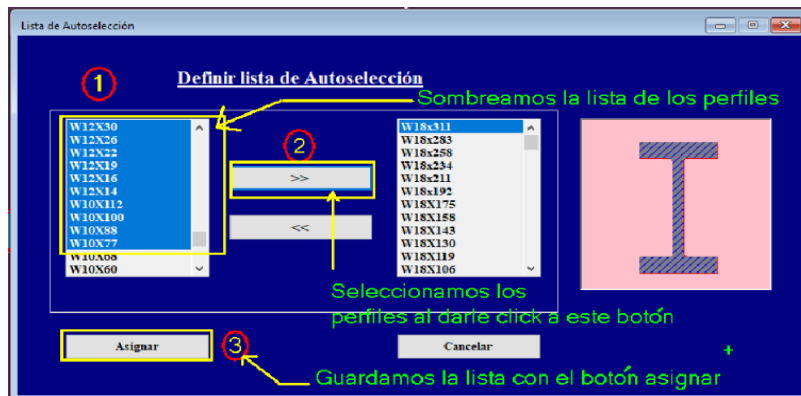 Lista de Autoselección
1
Definir lista de Autoselección
Sombreamos la lista de los perfiles
W12X30
W12X26
W12X22
W12X19
W12X16
W12X14
W10X112
W10X100
W10X88
W10X77
W10X68
W10X60
2
>>
<<
W18x311
W18x283
W18x258
W18x234
W18x211
W18x192
W18X175
W18X158
W18X143
W18X130
W18X119
W18X106
Seleccionamos los
perfiles al darle click a este botón
Asignar
3
Cancelar
+
Guardamos la lista con el botón asignar